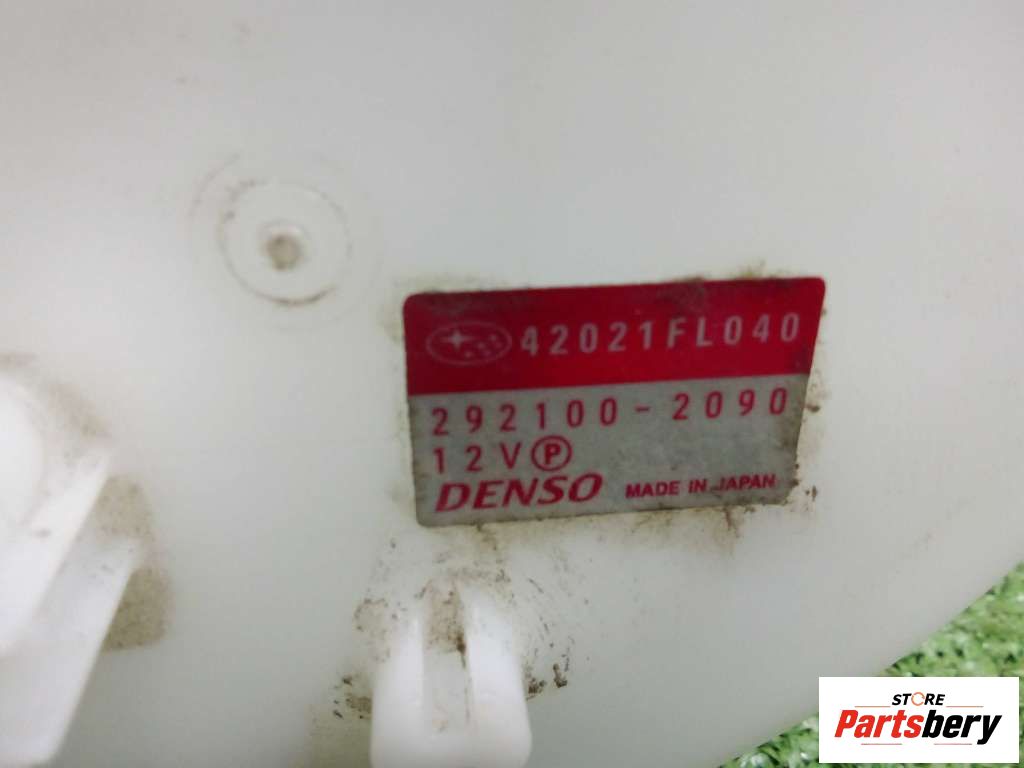 42021FL040
292100-2090
12V Ⓟ
DENSO MADE IN JAPAN
STORE
Partsbery